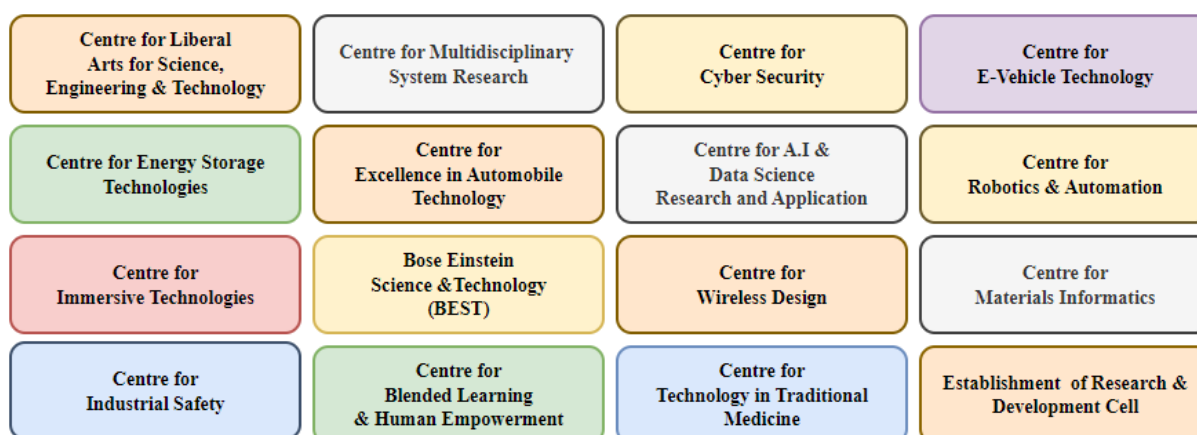 Centre for Liberal
Arts for Science,
Engineering & Technology
Centre for Multidisciplinary
System Research
Centre for
Cyber Security
Centre for
E-Vehicle Technology
Centre for Energy Storage
Technologies
Centre for
Excellence in Automobile
Technology
Centre for A.I &
Data Science
Research and Application
Centre for
Robotics & Automation
Centre for
Immersive Technologies
Bose Einstein
Science &Technology
(BEST)
Centre for
Wireless Design
Centre for
Materials Informatics
Centre for
Industrial Safety
Centre for
Blended Learning
& Human Empowerment
Centre for
Technology in Traditional
Medicine
Establishment of Research &
Development Cell